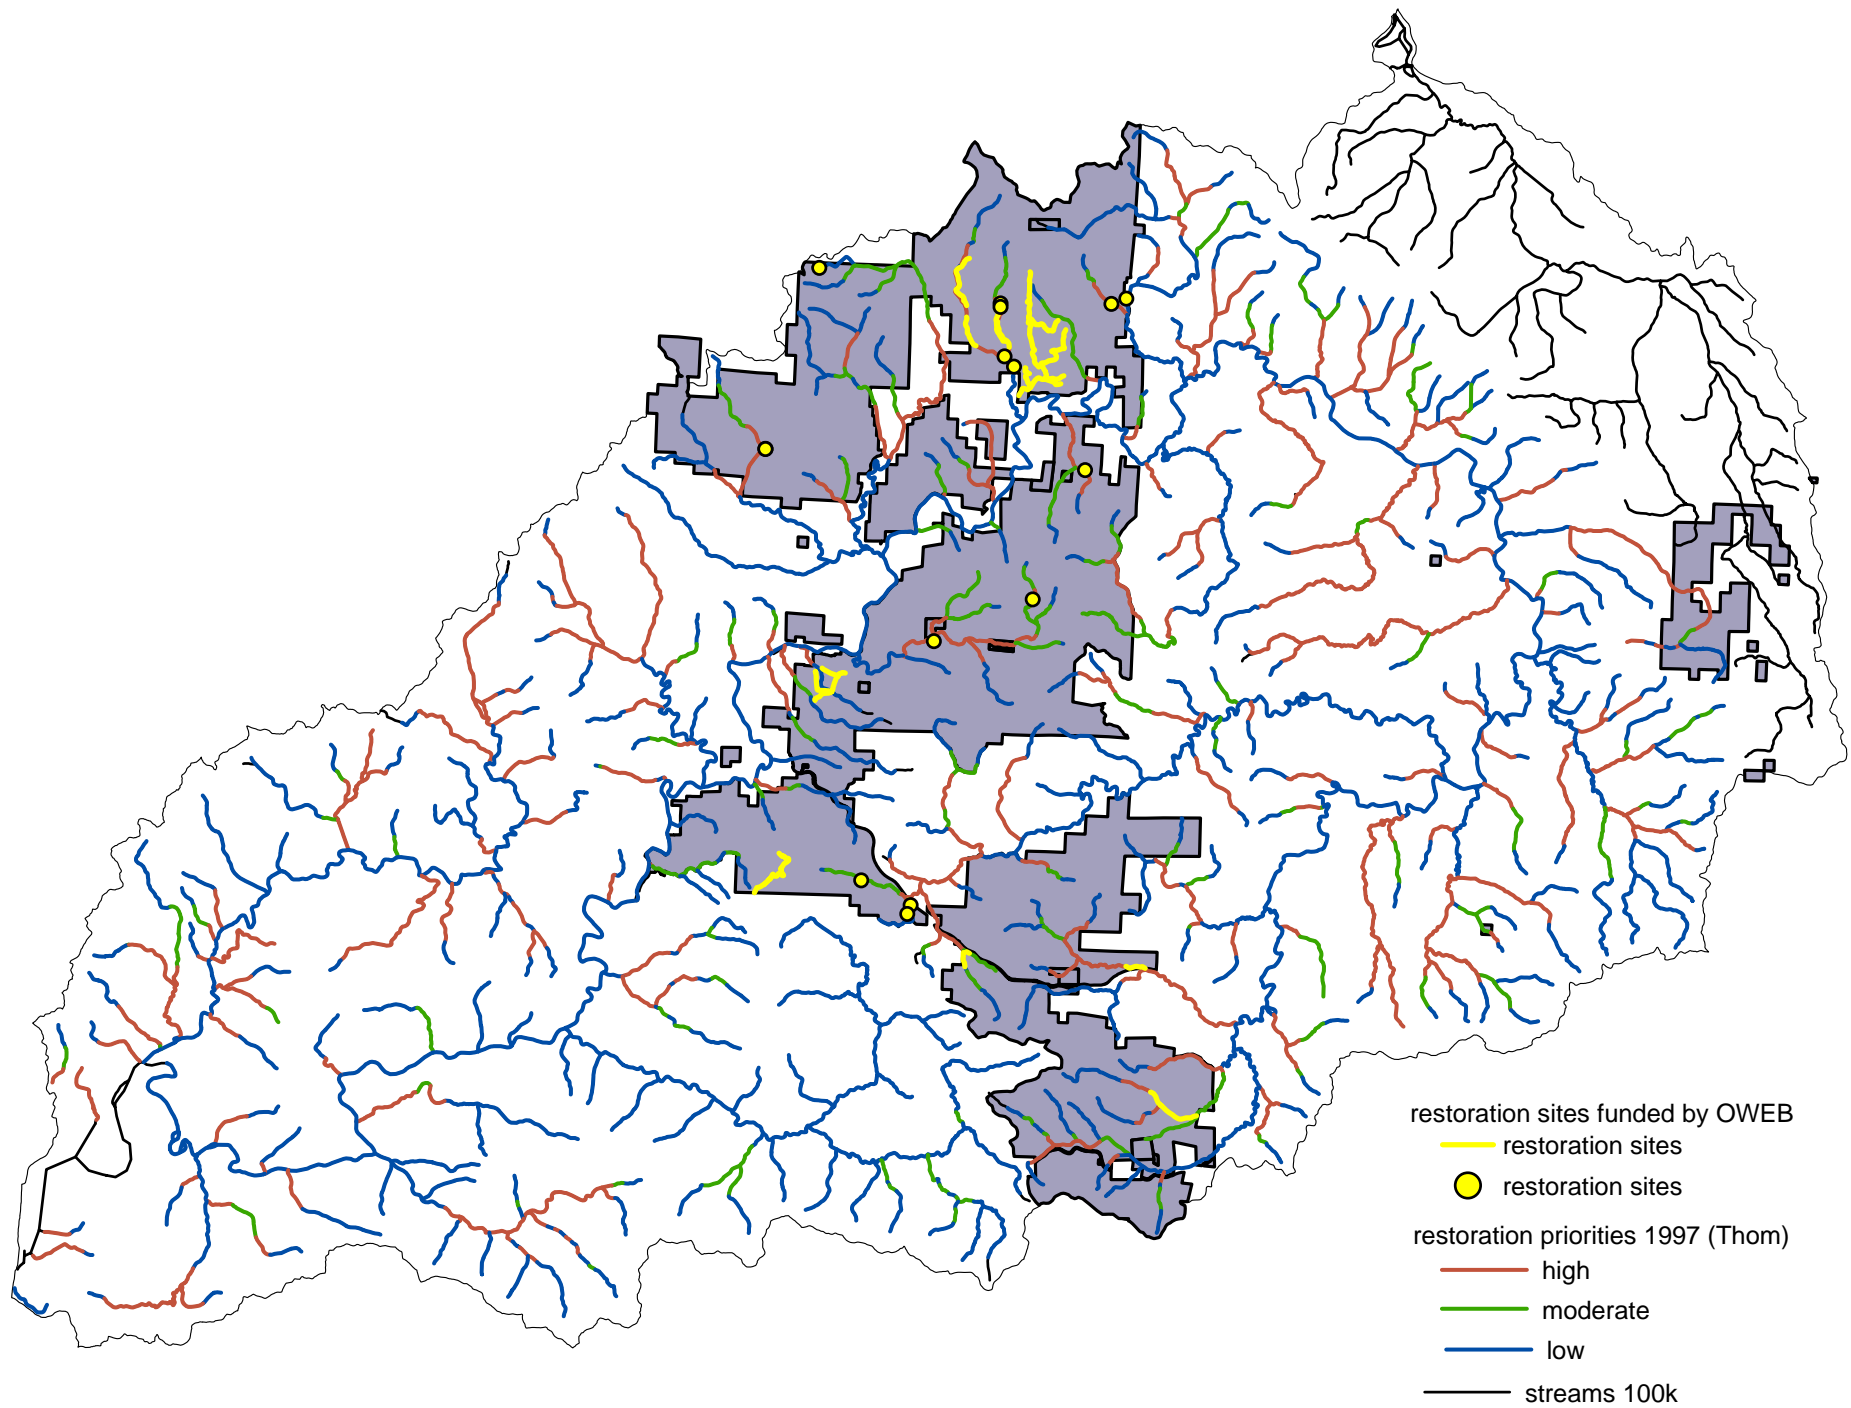 restoration sites funded by OWEB
restoration sites
restoration sites
restoration priorities 1997 (Thom)
high
moderate
low
streams 100k